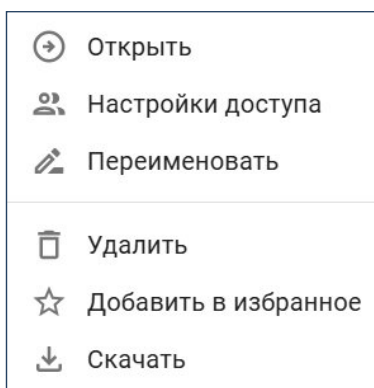 Открыть
Настройки доступа
Переименовать
Удалить
Добавить в избранное
Скачать